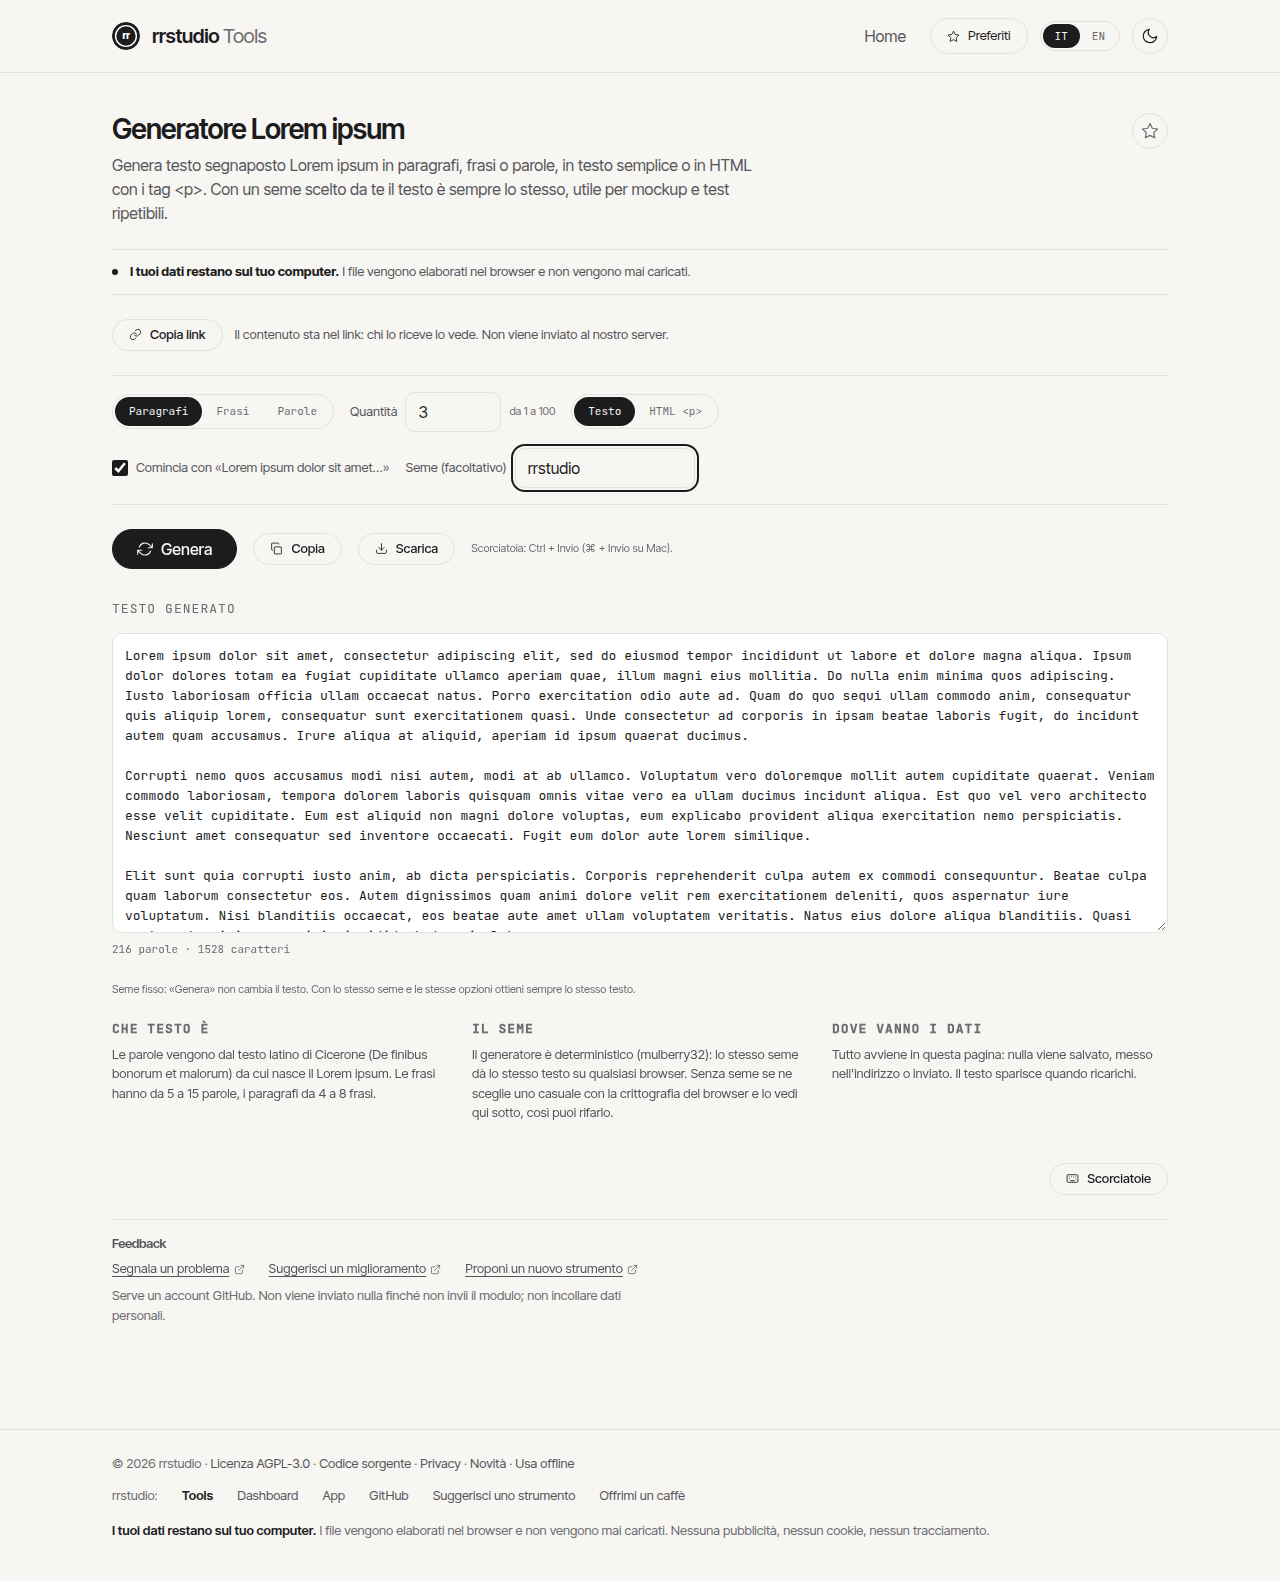 rr rrstudio Tools
Home
Preferiti
IT EN
Generatore Lorem ipsum
Genera testo segnaposto Lorem ipsum in paragrafi, frasi o parole, in testo semplice o in HTML
con i tag <p>. Con un seme scelto da te il testo è sempre lo stesso, utile per mockup e test
ripetibili.
I tuoi dati restano sul tuo computer. I file vengono elaborati nel browser e non vengono mai caricati.
Copia link Il contenuto sta nel link: chi lo riceve lo vede. Non viene inviato al nostro server.
Paragrafi Frasi Parole Quantità 3 da 1 a 100 Testo HTML <p>
Comincia con «Lorem ipsum dolor sit amet…» Seme (facoltativo) rrstudio
Genera Copia Scarica Scorciatoia: Ctrl + Invio (⌘ + Invio su Mac).
TESTO GENERATO
Lorem ipsum dolor sit amet, consectetur adipiscing elit, sed do eiusmod tempor incididunt ut labore et dolore magna aliqua. Ipsum
dolor dolores totam ea fugiat cupiditate ullamco aperiam quae, illum magni eius mollitia. Do nulla enim minima quos adipiscing.
Iusto laboriosam officia ullam occaecat natus. Porro exercitation odio aute ad. Quam do quo sequi ullam commodo anim, consequatur
quis aliquip lorem, consequatur sunt exercitationem quasi. Unde consectetur ad corporis in ipsam beatae laboris fugit, do incidunt
autem quam accusamus. Irure aliqua at aliquid, aperiam id ipsum quaerat ducimus.
Corrupti nemo quos accusamus modi nisi autem, modi at ab ullamco. Voluptatum vero doloremque mollit autem cupiditate quaerat. Veniam
commodo laboriosam, tempora dolorem laboris quisquam omnis vitae vero ea ullam ducimus incidunt aliqua. Est quo vel vero architecto
esse velit cupiditate. Eum est aliquid non magni dolore voluptas, eum explicabo provident aliqua exercitation nemo perspiciatis.
Nesciunt amet consequatur sed inventore occaecati. Fugit eum dolor aute lorem similique.
Elit sunt quia corrupti iusto anim, ab dicta perspiciatis. Corporis reprehenderit culpa autem ex commodi consequuntur. Beatae culpa
quam laborum consectetur eos. Autem dignissimos quam animi dolore velit rem exercitationem deleniti, quos aspernatur iure
voluptatum. Nisi blanditiis occaecat, eos beatae aute amet ullam voluptatem veritatis. Natus eius dolore aliqua blanditiis. Quasi
216 parole · 1528 caratteri
Seme fisso: «Genera» non cambia il testo. Con lo stesso seme e le stesse opzioni ottieni sempre lo stesso testo.
CHE TESTO È
Le parole vengono dal testo latino di Cicerone (De finibus
bonorum et malorum) da cui nasce il Lorem ipsum. Le frasi
hanno da 5 a 15 parole, i paragrafi da 4 a 8 frasi.
IL SEME
Il generatore è deterministico (mulberry32): lo stesso seme
dà lo stesso testo su qualsiasi browser. Senza seme se ne
sceglie uno casuale con la crittografia del browser e lo vedi
qui sotto, così puoi rifarlo.
DOVE VANNO I DATI
Tutto avviene in questa pagina: nulla viene salvato, messo
nell'indirizzo o inviato. Il testo sparisce quando ricarichi.
Scorciatoie
Feedback
Segnala un problema Suggerisci un miglioramento Proponi un nuovo strumento
Serve un account GitHub. Non viene inviato nulla finché non invii il modulo; non incollare dati
personali.
© 2026 rrstudio · Licenza AGPL-3.0 · Codice sorgente · Privacy · Novità · Usa offline
rrstudio: Tools Dashboard App GitHub Suggerisci uno strumento Offrimi un caffè
I tuoi dati restano sul tuo computer. I file vengono elaborati nel browser e non vengono mai caricati. Nessuna pubblicità, nessun cookie, nessun tracciamento.